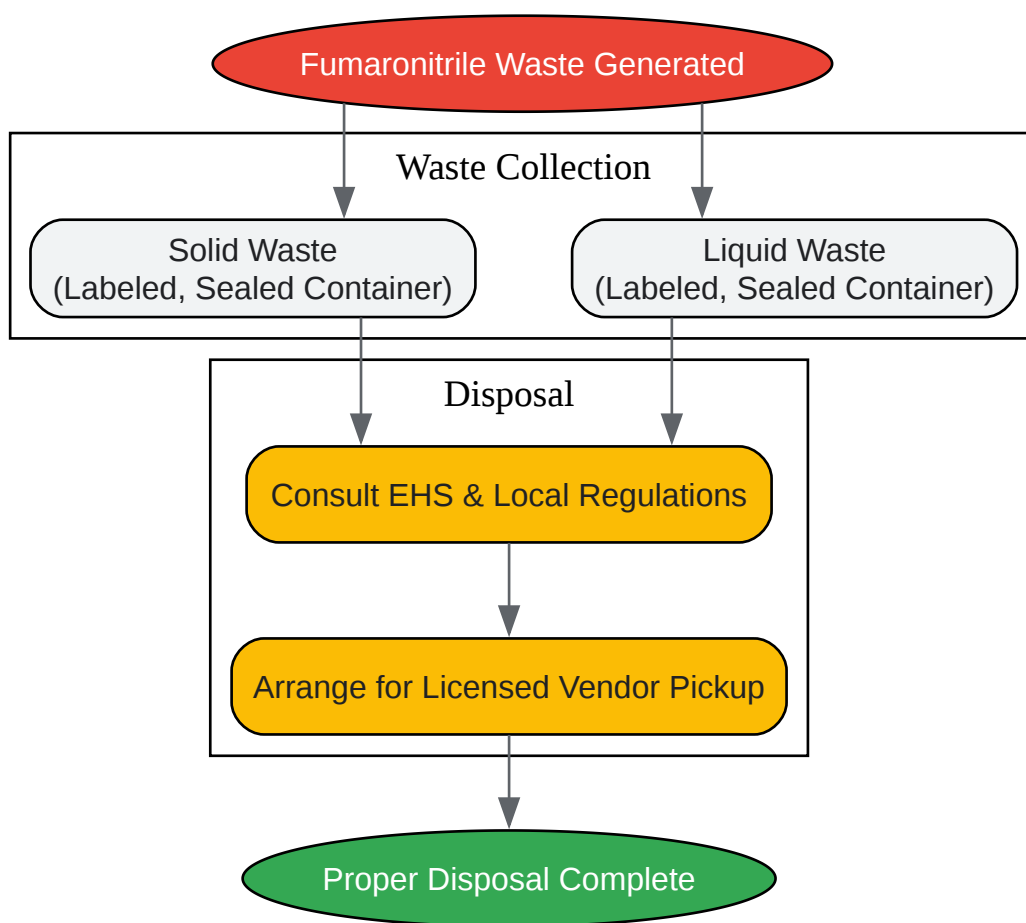 Fumaronitrile Waste Generated
Waste Collection
Solid Waste
(Labeled, Sealed Container)
Liquid Waste
(Labeled, Sealed Container)
Disposal
Consult EHS & Local Regulations
Arrange for Licensed Vendor Pickup
Proper Disposal Complete